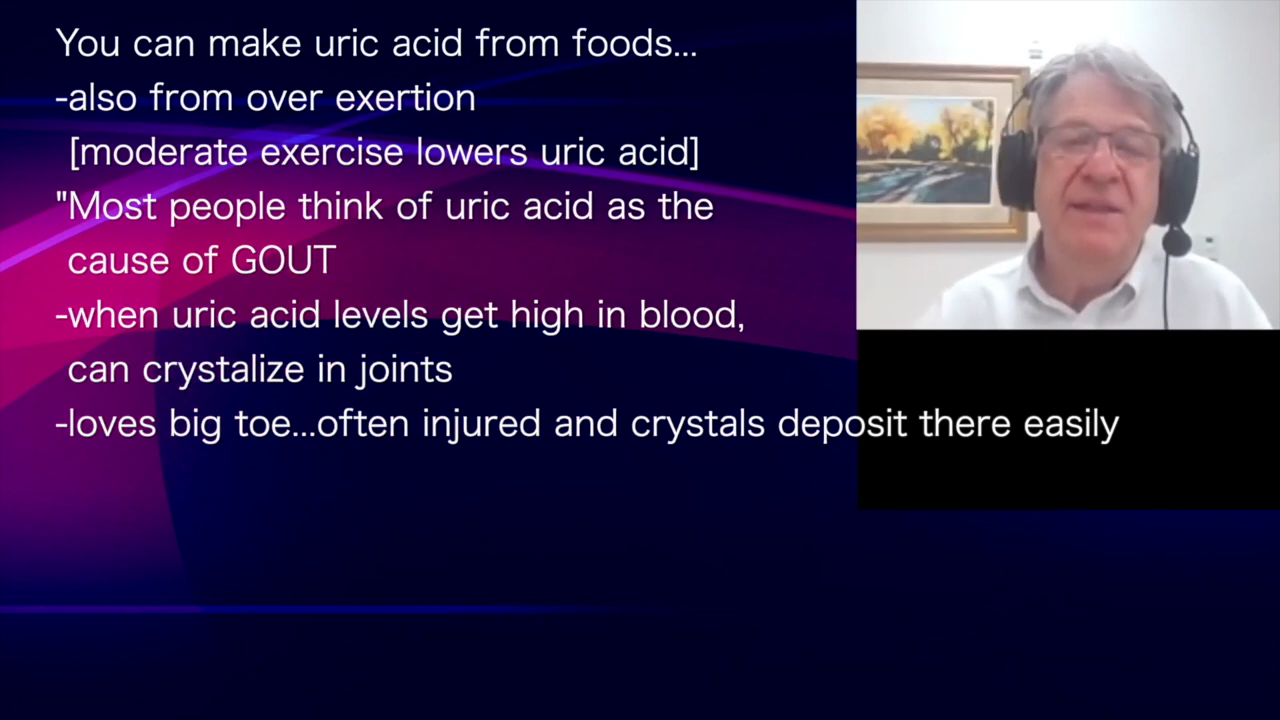 You can make uric acid from foods...
-also from over exertion
[moderate exercise lowers uric acid]
"Most people think of uric acid as the
cause of GOUT
-when uric acid levels get high in blood,
can crystalize in joints
-loves big toe...often injured and crystals deposit there easily